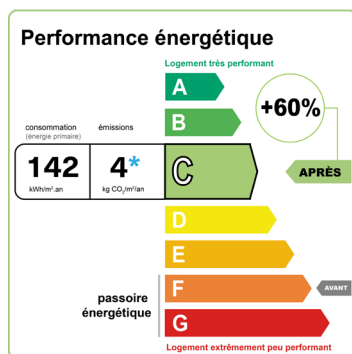 Performance énergétique
Logement très performant
A
+60%
B
consommation
(énergie primaire)
émissions
142
kWh/m².an
4*
kg CO₂/m²/an
C
APRÈS
D
E
F
AVANT
passoire
énergétique
G
Logement extrêmement peu performant